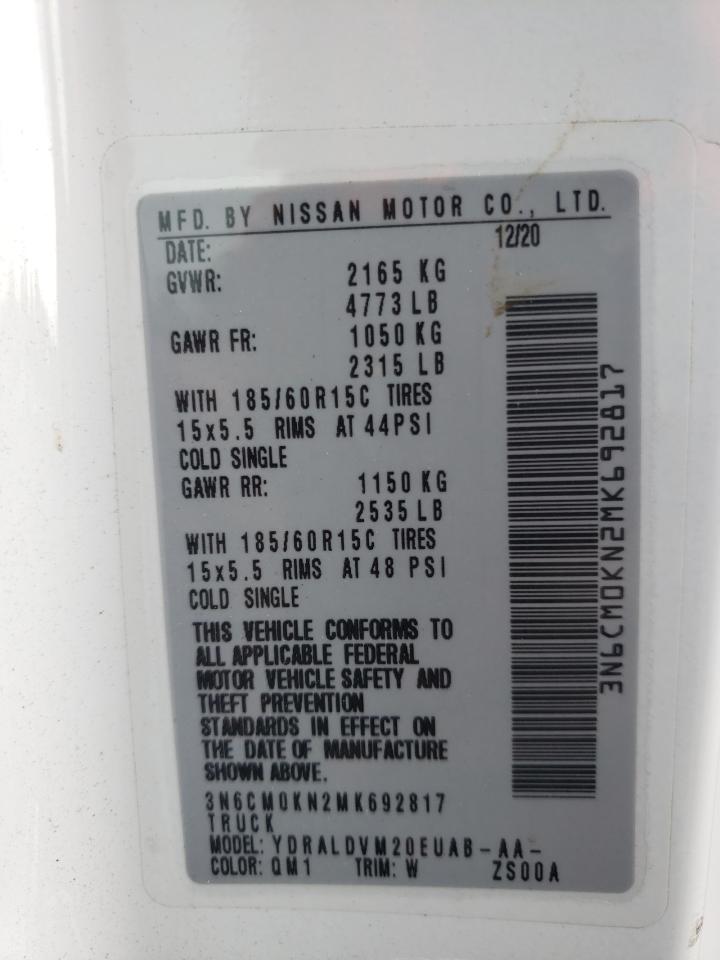 MFD. BY NISSAN MOTOR CO., LTD.
DATE: 12/20
GVWR: 2165 KG
4773 LB
GAWR FR: 1050 KG
2315 LB
WITH 185/60R15C TIRES
15x5.5 RIMS AT 44PSI
COLD SINGLE
GAWR RR: 1150 KG
2535 LB
WITH 185/60R15C TIRES
15x5.5 RIMS AT 48 PSI
COLD SINGLE
THIS VEHICLE CONFORMS TO
ALL APPLICABLE FEDERAL
MOTOR VEHICLE SAFETY AND
THEFT PREVENTION
STANDARDS IN EFFECT ON
THE DATE OF MANUFACTURE
SHOWN ABOVE.
3N6CM0KN2MK692817
TRUCK
MODEL: YDRALDVM20EUAB-AA-
COLOR: QM1 TRIM: W ZS00A
3N6CM0KN2MK692817